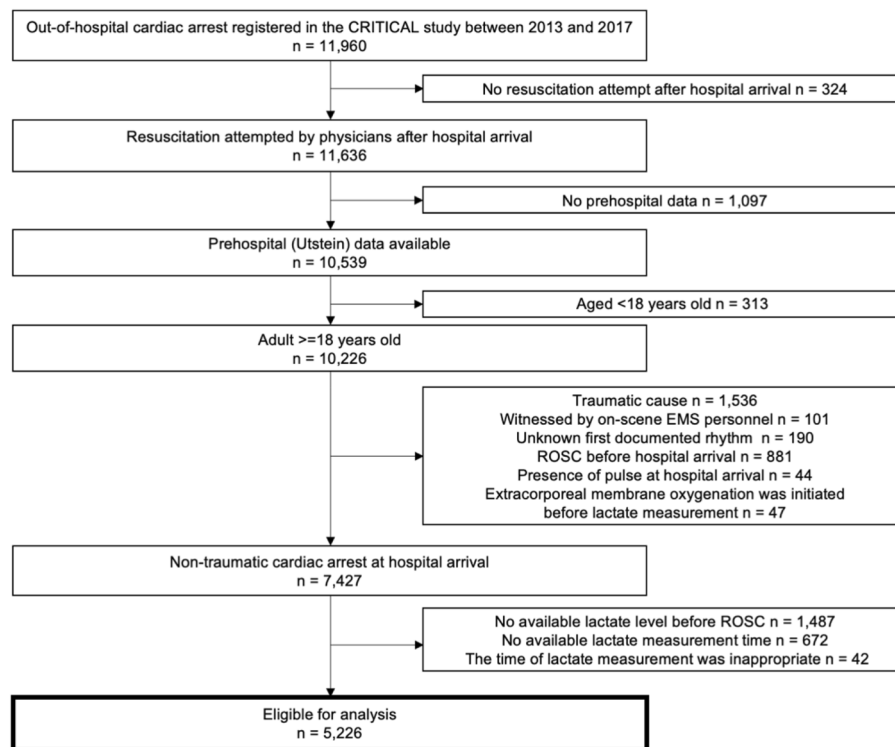 Out-of-hospital cardiac arrest registered in the CRITICAL study between 2013 and 2017
n = 11,960
No resuscitation attempt after hospital arrival n = 324
Resuscitation attempted by physicians after hospital arrival
n = 11,636
No prehospital data n = 1,097
Prehospital (Utstein) data available
n = 10,539
Aged <18 years old n = 313
Adult >=18 years old
n = 10,226
Traumatic cause n = 1,536
Witnessed by on-scene EMS personnel n = 101
Unknown first documented rhythm n = 190
ROSC before hospital arrival n = 881
Presence of pulse at hospital arrival n = 44
Extracorporeal membrane oxygenation was initiated
before lactate measurement n = 47
Non-traumatic cardiac arrest at hospital arrival
n = 7,427
No available lactate level before ROSC n = 1,487
No available lactate measurement time n = 672
The time of lactate measurement was inappropriate n = 42
Eligible for analysis
n = 5,226